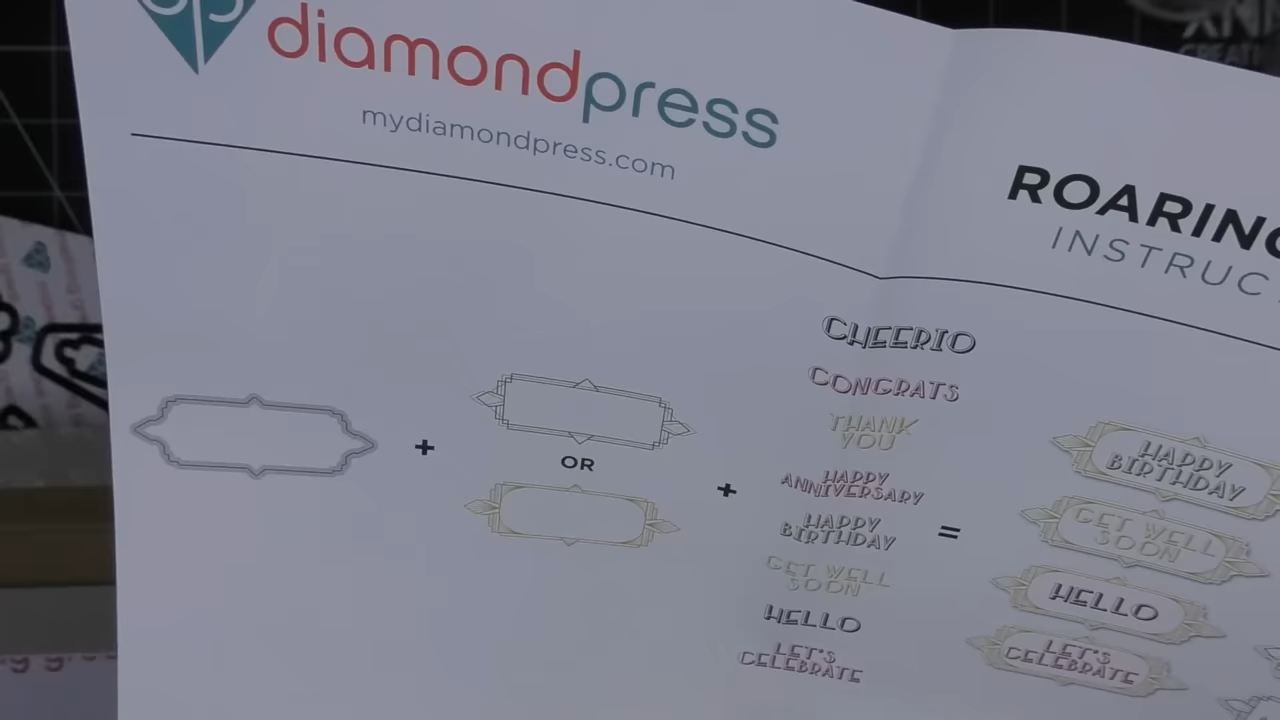 diamondpress
mydiamondpress.com
ROARING
INSTRUC
CHEERIO
CONGRATS
THANK
YOU
HAPPY
ANNIVERSARY
HAPPY
BIRTHDAY
GET WELL
SOON
HELLO
LET'S
CELEBRATE
+
OR
+
=
HAPPY
BIRTHDAY
GET WELL
SOON
HELLO
LET'S
CELEBRATE